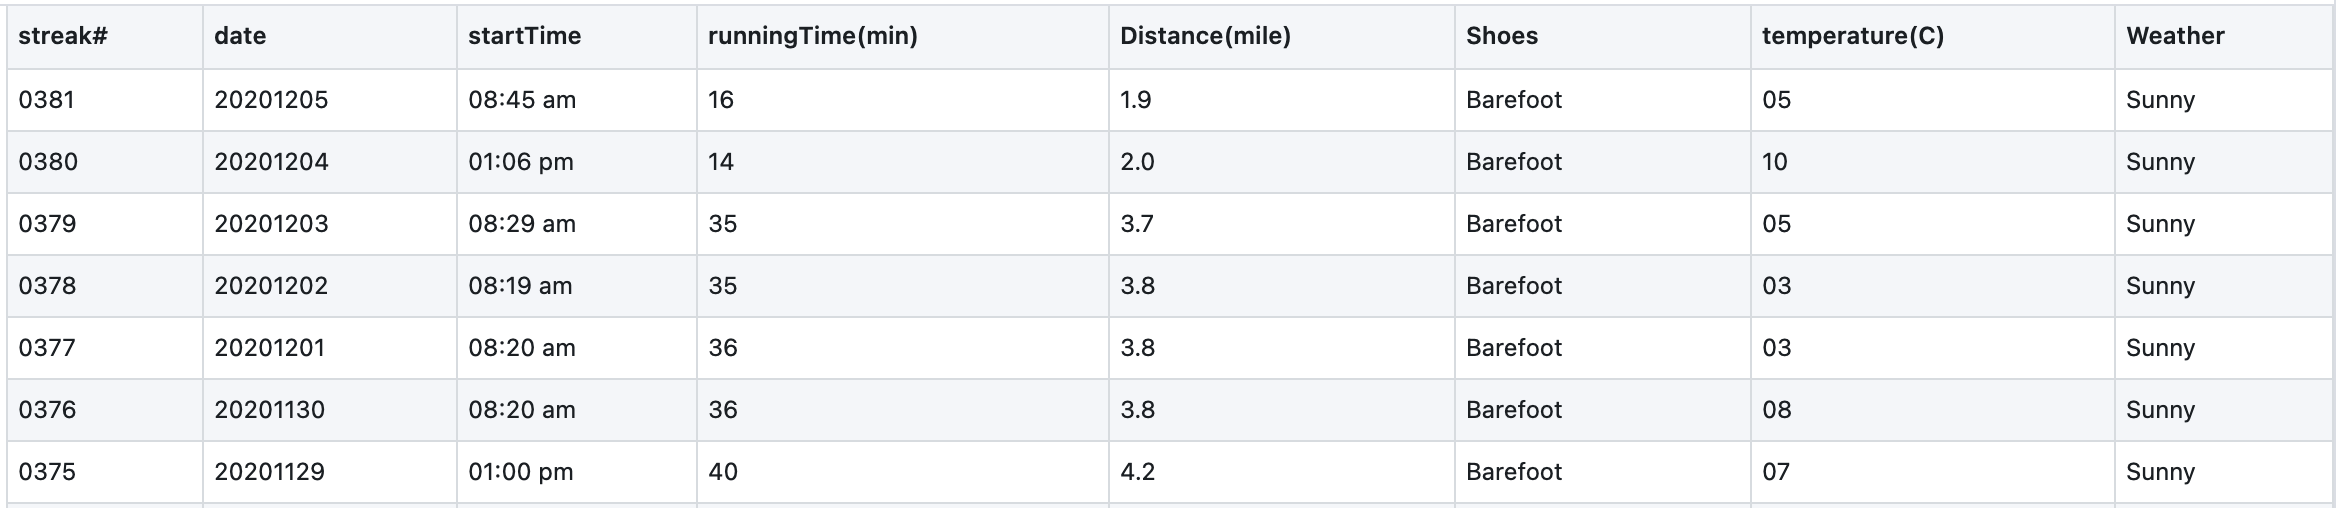 streak# date startTime runningTime(min) Distance(mile) Shoes temperature(C) Weather
0381 20201205 08:45 am 16 1.9 Barefoot 05 Sunny
0380 20201204 01:06 pm 14 2.0 Barefoot 10 Sunny
0379 20201203 08:29 am 35 3.7 Barefoot 05 Sunny
0378 20201202 08:19 am 35 3.8 Barefoot 03 Sunny
0377 20201201 08:20 am 36 3.8 Barefoot 03 Sunny
0376 20201130 08:20 am 36 3.8 Barefoot 08 Sunny
0375 20201129 01:00 pm 40 4.2 Barefoot 07 Sunny